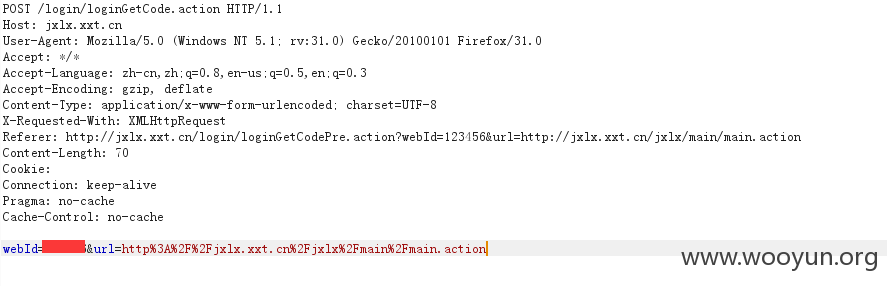 POST /login/loginGetCode.action HTTP/1.1
Host: jxlx.xxt.cn
User-Agent: Mozilla/5.0 (Windows NT 5.1; rv:31.0) Gecko/20100101 Firefox/31.0
Accept: */*
Accept-Language: zh-cn,zh;q=0.8,en-us;q=0.5,en;q=0.3
Accept-Encoding: gzip, deflate
Content-Type: application/x-www-form-urlencoded; charset=UTF-8
X-Requested-With: XMLHttpRequest
Referer: http://jxlx.xxt.cn/login/loginGetCodePre.action?webId=123456&url=http://jxlx.xxt.cn/jxlx/main/main.action
Content-Length: 70
Cookie:
Connection: keep-alive
Pragma: no-cache
Cache-Control: no-cache
webId=&url=http%3A%2F%2Fjxlx.xxt.cn%2Fjxlx%2Fmain%2Fmain.action
www.wooyun.org